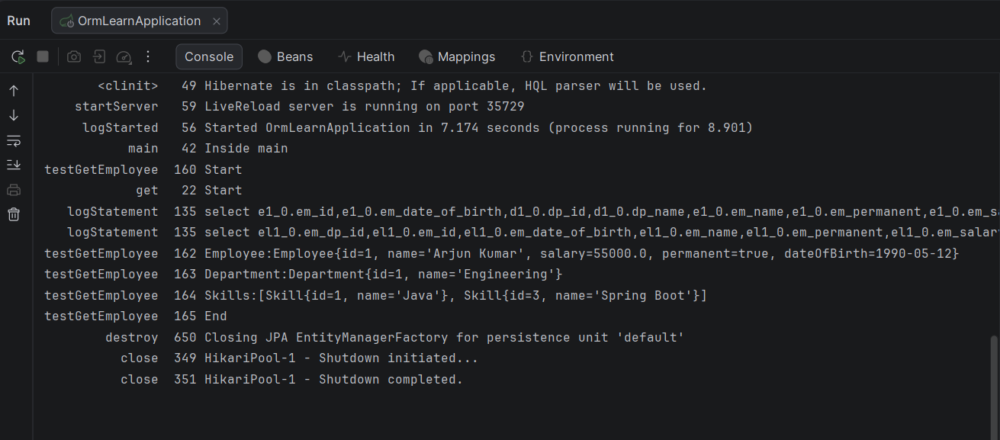 Run OrmLearnApplication
Console Beans Health Mappings Environment
<clinit> 49 Hibernate is in classpath; If applicable, HQL parser will be used.
startServer 59 LiveReload server is running on port 35729
logStarted 56 Started OrmLearnApplication in 7.174 seconds (process running for 8.901)
main 42 Inside main
testGetEmployee 160 Start
get 22 Start
logStatement 135 select e1_0.em_id,e1_0.em_date_of_birth,d1_0.dp_id,d1_0.dp_name,e1_0.em_name,e1_0.em_permanent,e1_0.em_sa
logStatement 135 select el1_0.em_dp_id,el1_0.em_id,el1_0.em_date_of_birth,el1_0.em_name,el1_0.em_permanent,el1_0.em_salar
testGetEmployee 162 Employee:Employee{id=1, name='Arjun Kumar', salary=55000.0, permanent=true, dateOfBirth=1990-05-12}
testGetEmployee 163 Department:Department{id=1, name='Engineering'}
testGetEmployee 164 Skills:[Skill{id=1, name='Java'}, Skill{id=3, name='Spring Boot'}]
testGetEmployee 165 End
destroy 650 Closing JPA EntityManagerFactory for persistence unit 'default'
close 349 HikariPool-1 - Shutdown initiated...
close 351 HikariPool-1 - Shutdown completed.